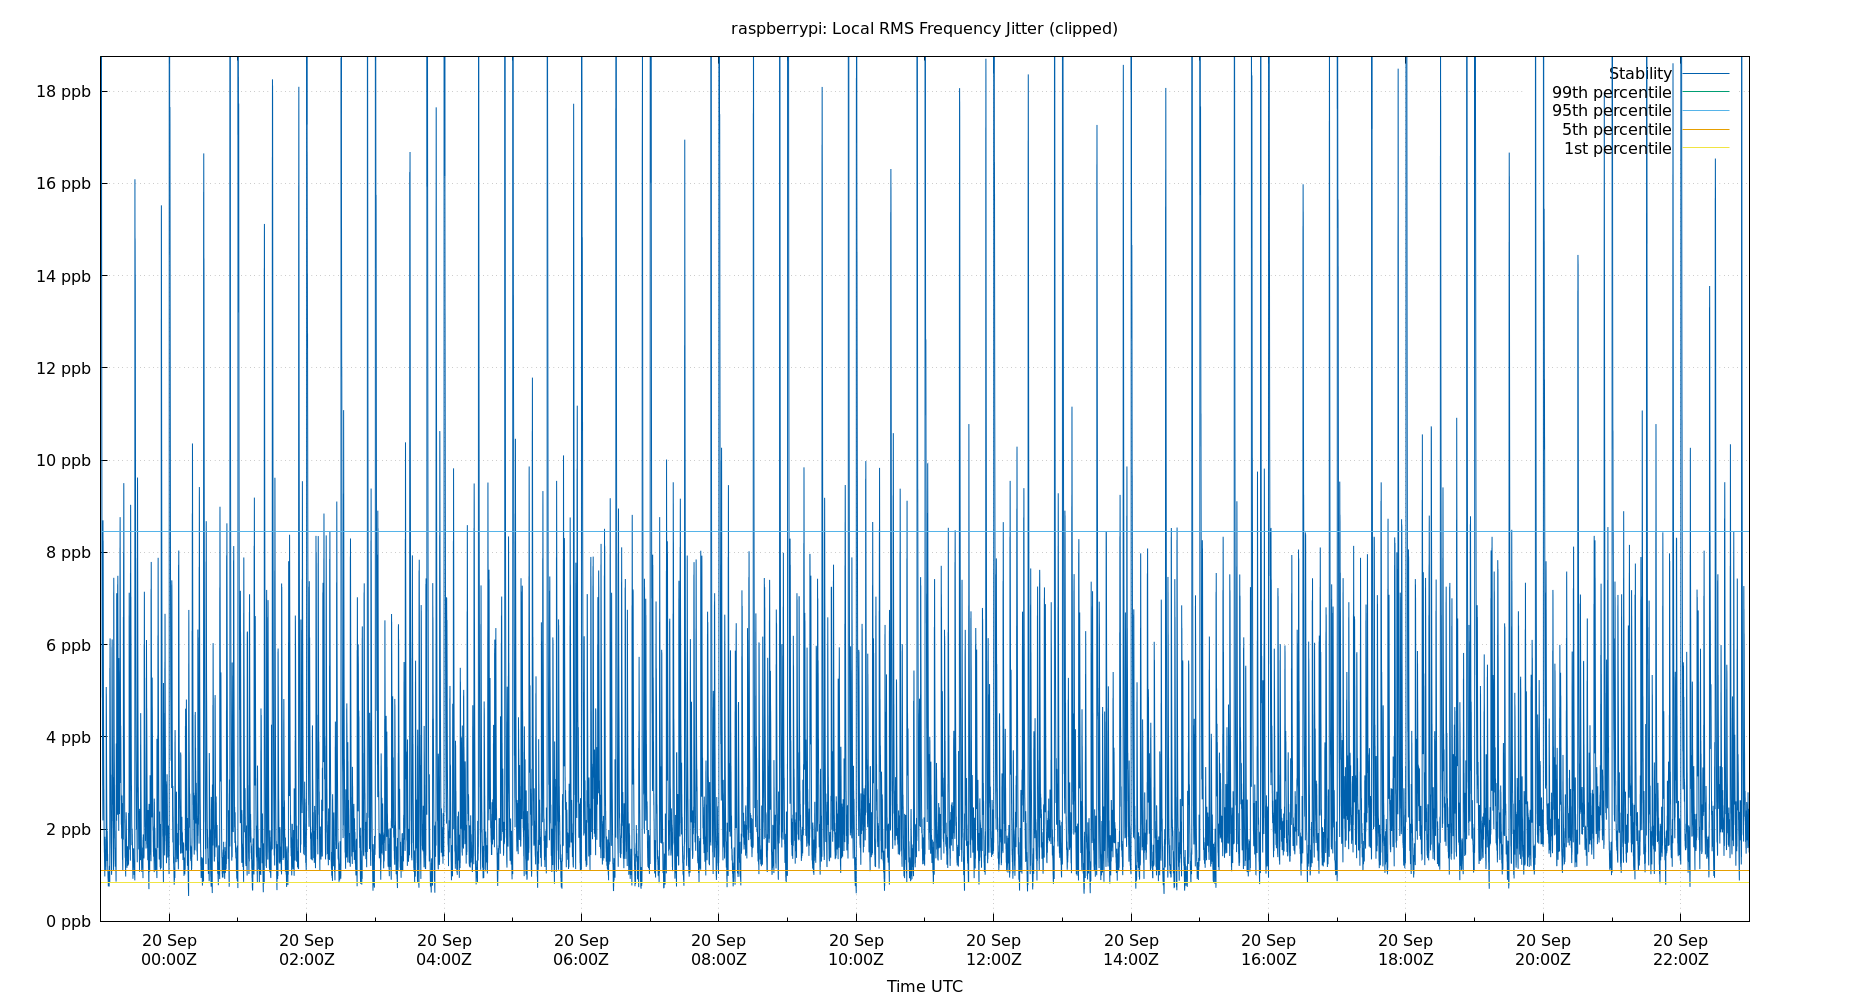 raspberrypi: Local RMS Frequency Jitter (clipped)
Stability
99th percentile
95th percentile
5th percentile
1st percentile
18 ppb
16 ppb
14 ppb
12 ppb
10 ppb
8 ppb
6 ppb
4 ppb
2 ppb
0 ppb
20 Sep 20 Sep 20 Sep 20 Sep 20 Sep 20 Sep 20 Sep 20 Sep 20 Sep 20 Sep 20 Sep 20 Sep
00:00Z 02:00Z 04:00Z 06:00Z 08:00Z 10:00Z 12:00Z 14:00Z 16:00Z 18:00Z 20:00Z 22:00Z
Time UTC